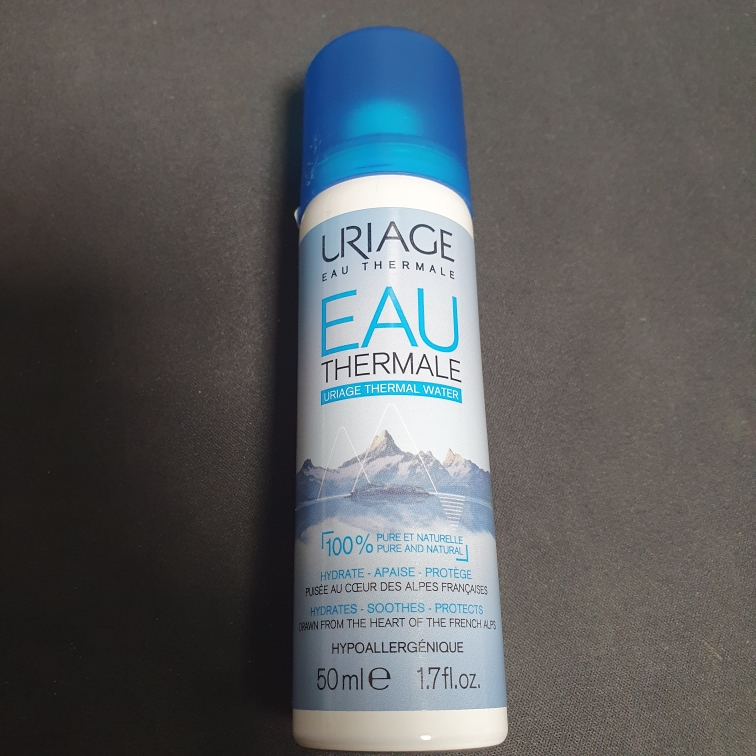 URIAGE
EAU THERMALE
EAU
THERMALE
URIAGE THERMAL WATER
100% PURE ET NATURELLE
PURE AND NATURAL
HYDRATE - APAISE - PROTÈGE
PUISÉE AU CŒUR DES ALPES FRANÇAISES
HYDRATES - SOOTHES - PROTECTS
DRAWN FROM THE HEART OF THE FRENCH ALPS
HYPOALLERGÉNIQUE
50 ml e 1.7fl.oz.